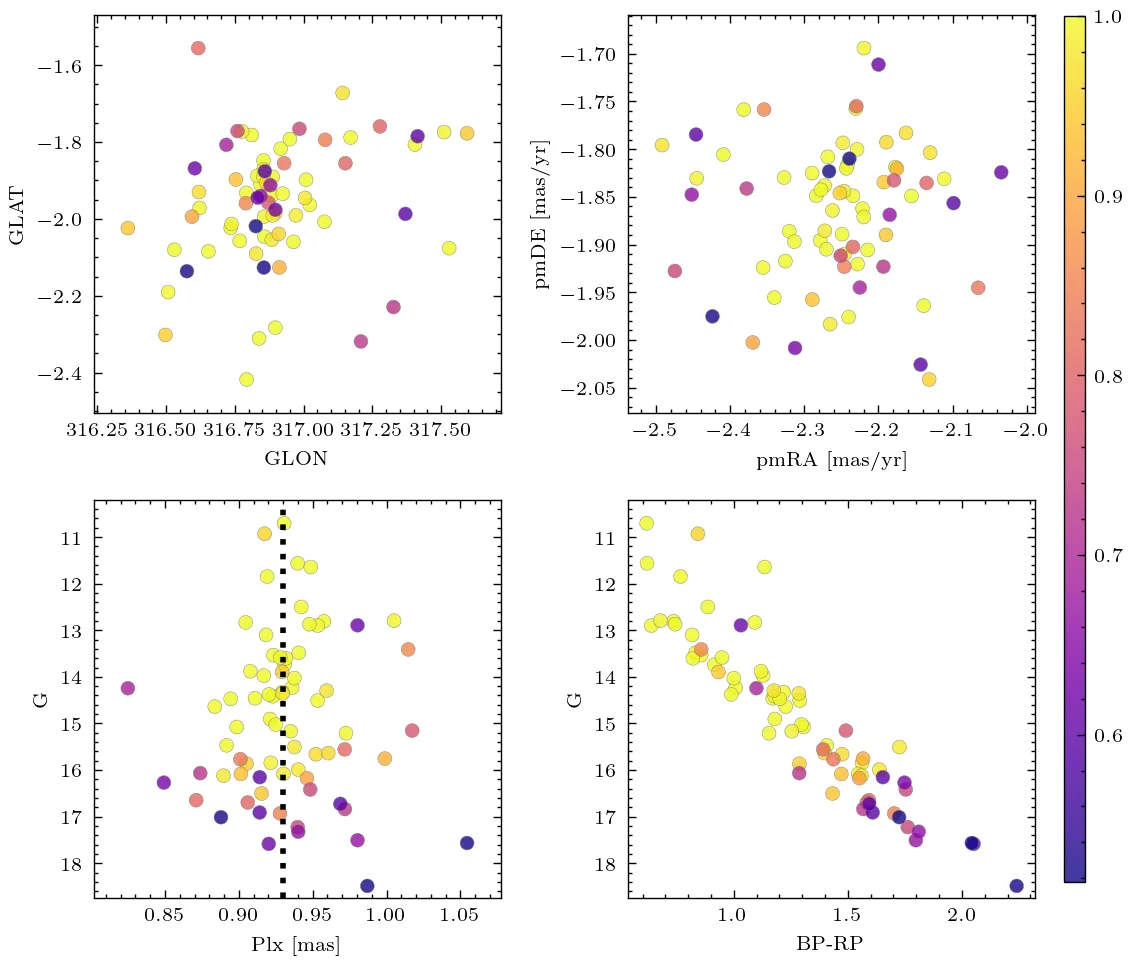 −1.6
−1.8
−2.0
−2.2
−2.4
GLAT
316.25 316.50 316.75 317.00 317.25 317.50
GLON
−1.70
−1.75
−1.80
−1.85
−1.90
−1.95
−2.00
−2.05
pmDE [mas/yr]
−2.5 −2.4 −2.3 −2.2 −2.1 −2.0
pmRA [mas/yr]
11
12
13
14
15
16
17
18
G
0.85 0.90 0.95 1.00 1.05
Plx [mas]
11
12
13
14
15
16
17
18
G
1.0 1.5 2.0
BP-RP
1.0
0.9
0.8
0.7
0.6